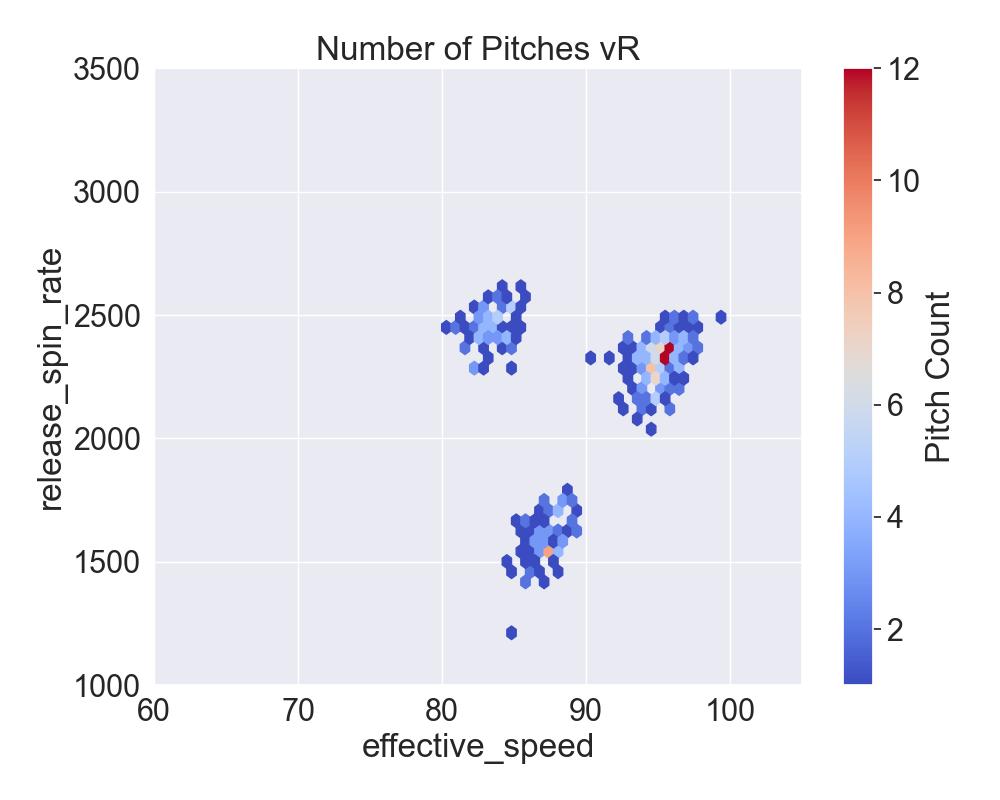 Number of Pitches vR
3500
3000
2500
2000
1500
1000
release_spin_rate
60 70 80 90 100
effective_speed
12
10
8
6
4
2
Pitch Count